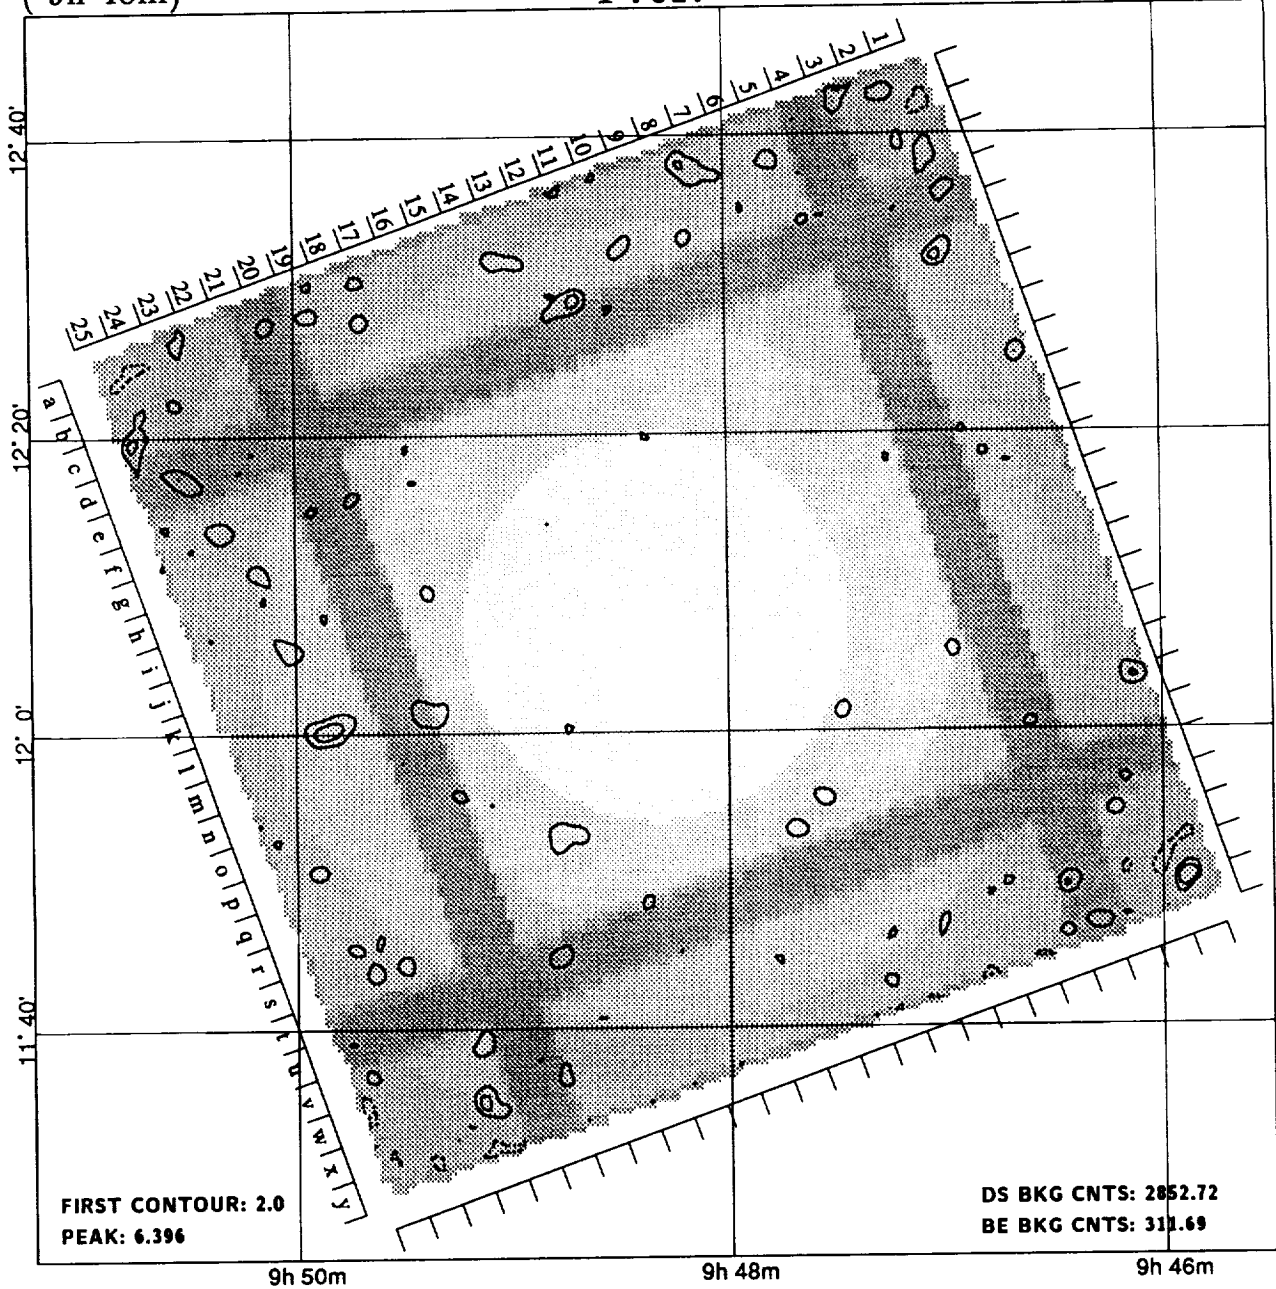 1 2 3 4 5 6 7 8 9 10 11 12 13 14 15 16 17 18 19 20 21 22 23 24 25
12° 40'
12° 20'
12° 0'
11° 40'
a b c d e f g h i j k l m n o p q r s t u v w x y
FIRST CONTOUR: 2.0
PEAK: 6.396
DS BKG CNTS: 2852.72
BE BKG CNTS: 311.69
9h 50m
9h 48m
9h 46m